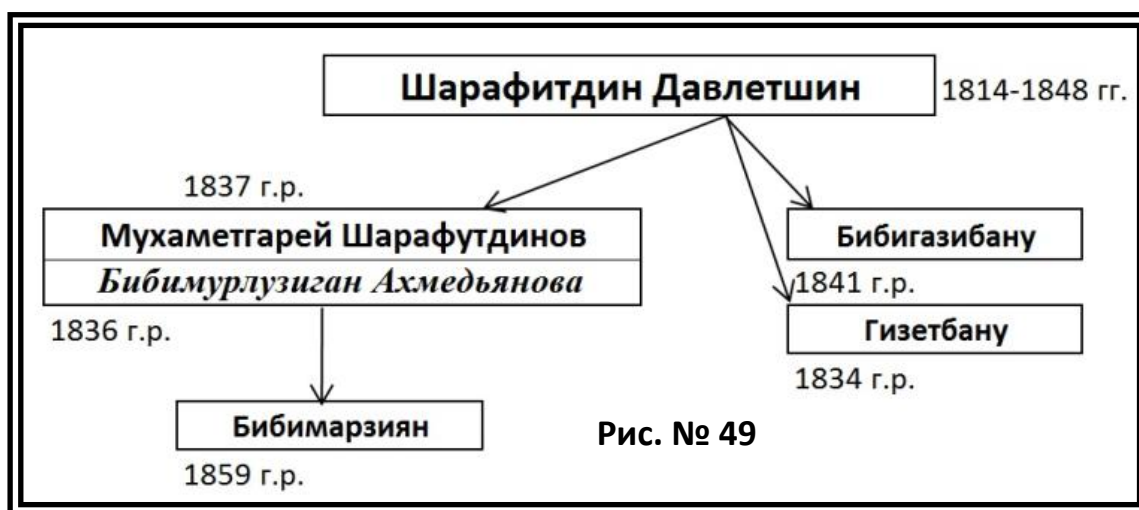 Шарафитдин Давлетшин 1814-1848 гг.
1837 г.р.
Мухаметгарей Шарафутдинов
Бибимурлузиган Ахмедьянова
1836 г.р.
Бибигазибану
1841 г.р.
Гизетбану
1834 г.р.
Бибимарзиян
1859 г.р.
Рис. № 49